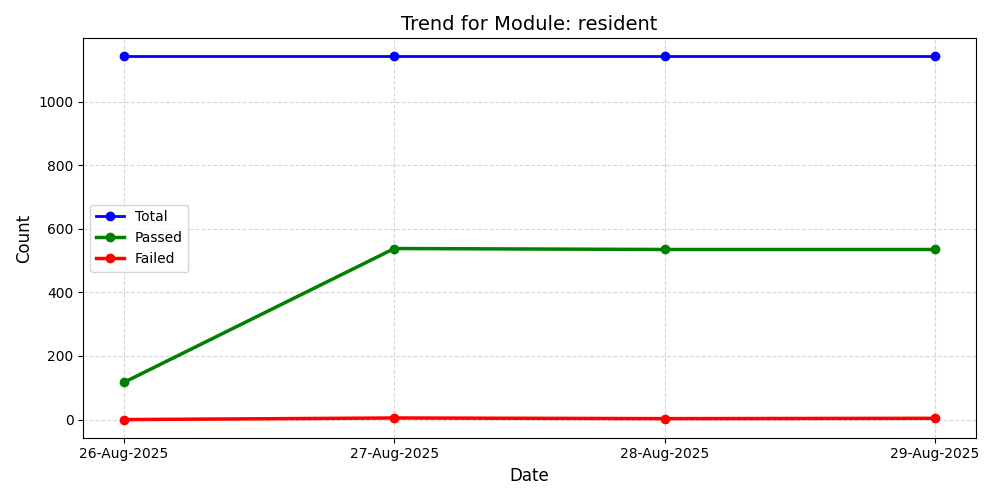 Trend for Module: resident
Count
1000
800
600
400
200
0
Total
Passed
Failed
26-Aug-2025
27-Aug-2025
28-Aug-2025
29-Aug-2025
Date